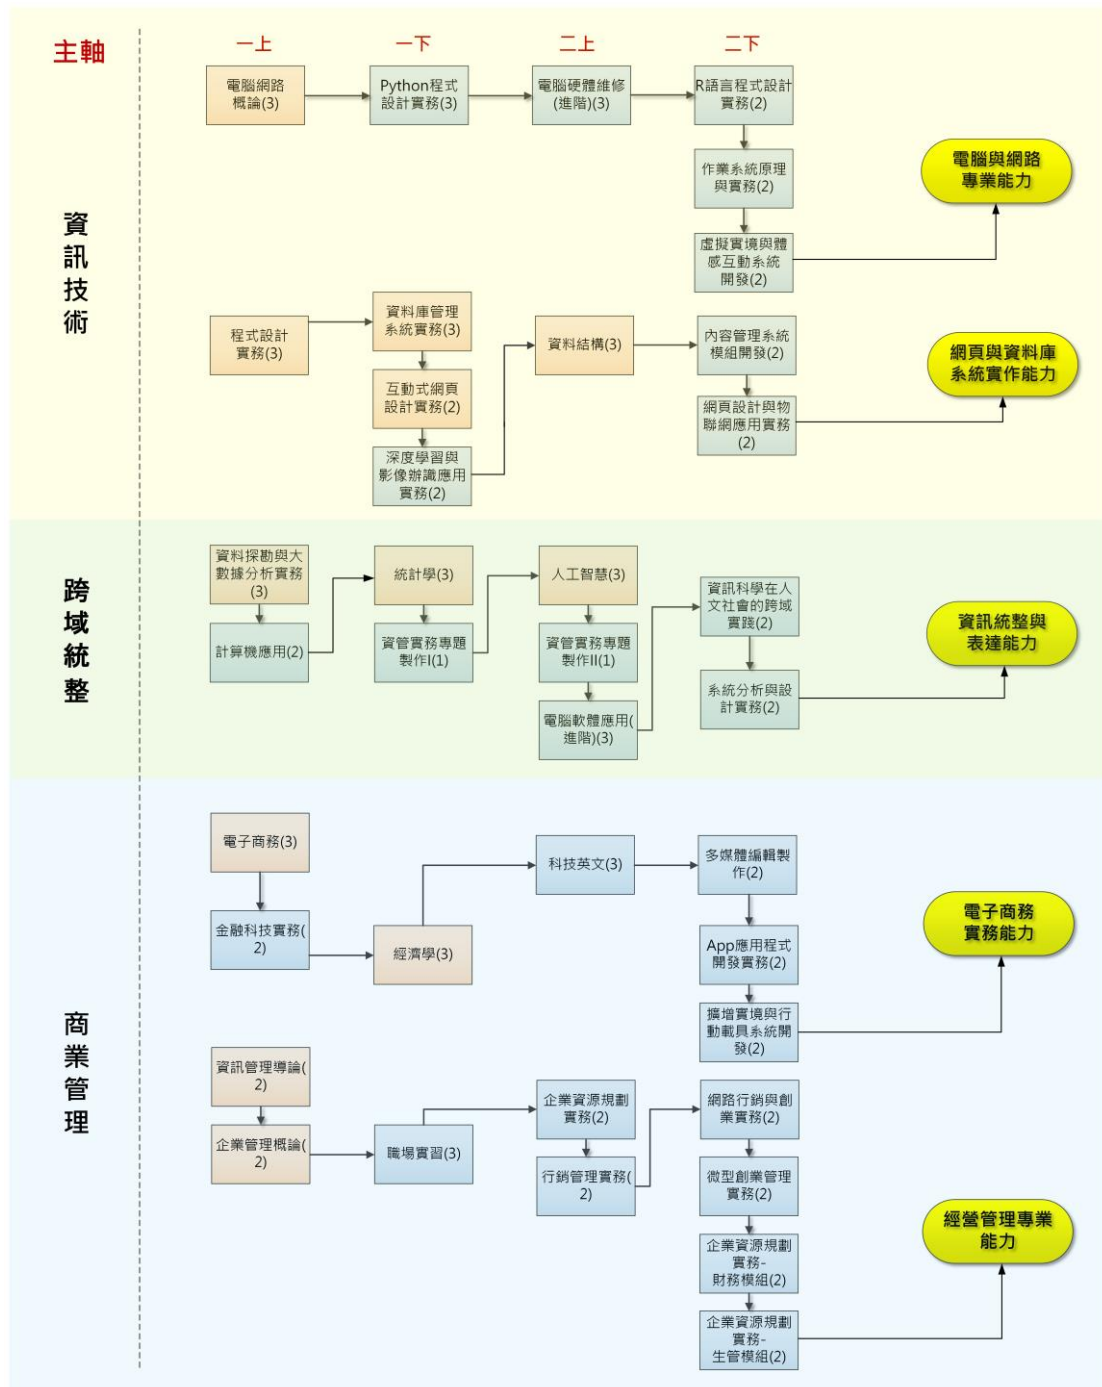 主軸
一上
一下
二上
二下
資
訊
技
術
電腦網路
概論(3)
Python程式
設計實務(3)
電腦硬體維修
(進階)(3)
R語言程式設計
實務(2)
作業系統原理
與實務(2)
虛擬實境與體
感互動系統
開發(2)
電腦與網路
專業能力
程式設計
實務(3)
資料庫管理
系統實務(3)
互動式網頁
設計實務(2)
深度學習與
影像辦識應用
實務(2)
資料結構(3)
內容管理系統
模組開發(2)
網頁設計與物
聯網應用實務
(2)
網頁與資料庫
系統實作能力
跨
域
統
整
資料探勘與大
數據分析實務
(3)
計算機應用(2)
統計學(3)
資管實務專題
製作I(1)
人工智慧(3)
資管實務專題
製作II(1)
電腦軟體應用(
進階)(3)
資訊科學在人
文社會的跨域
實踐(2)
系統分析與設
計實務(2)
資訊統整與
表達能力
商
業
管
理
電子商務(3)
金融科技實務(
2)
經濟學(3)
科技英文(3)
多媒體編輯製
作(2)
App應用程式
開發實務(2)
擴增實境與行
動載具系統開
發(2)
電子商務
實務能力
資訊管理導論(
2)
企業管理概論(
2)
職場實習(3)
企業資源規劃
實務(2)
行銷管理實務(
2)
網路行銷與創
業實務(2)
微型創業管理
實務(2)
企業資源規劃
實務-
財務模組(2)
企業資源規劃
實務-
生管模組(2)
經營管理專業
能力